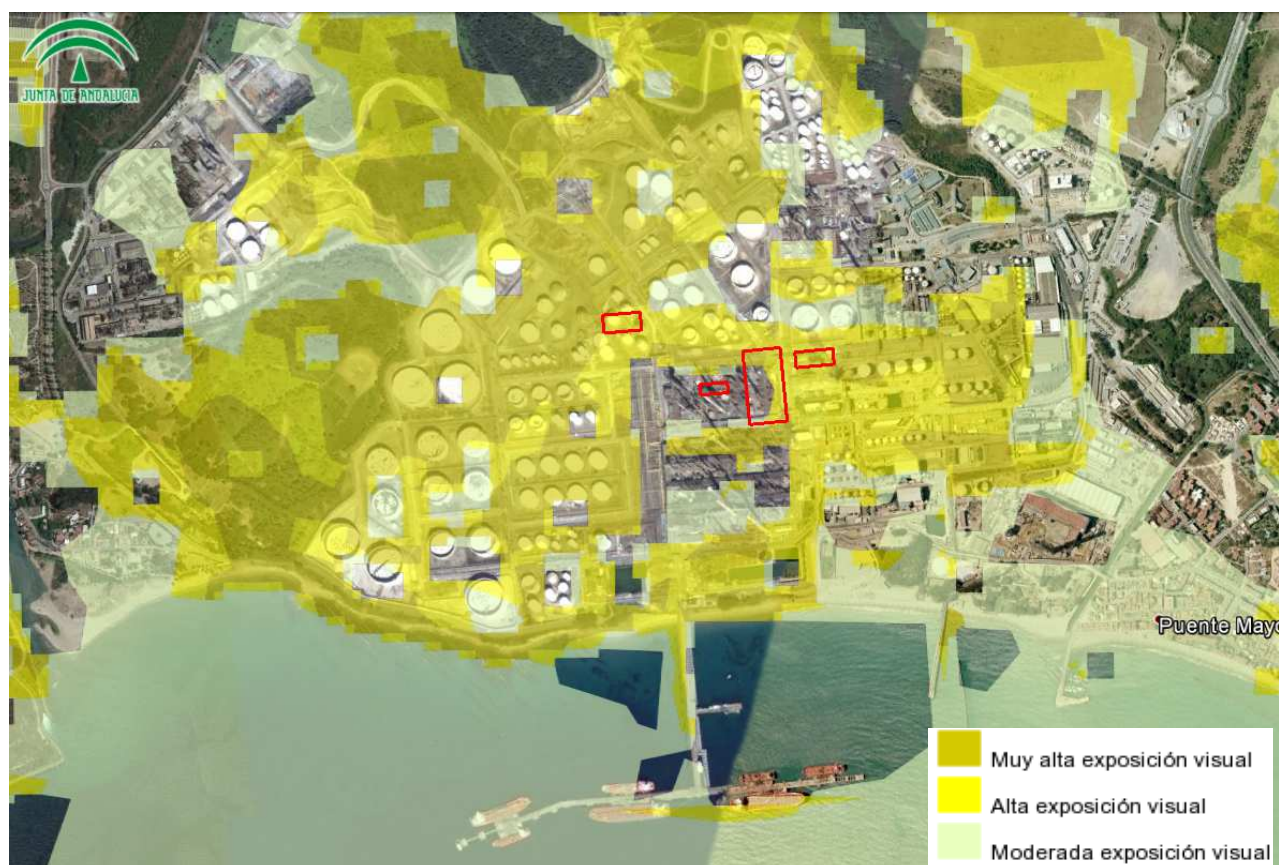 JUNTA DE ANDALUCIA
Puente Mayo
Muy alta exposición visual
Alta exposición visual
Moderada exposición visual